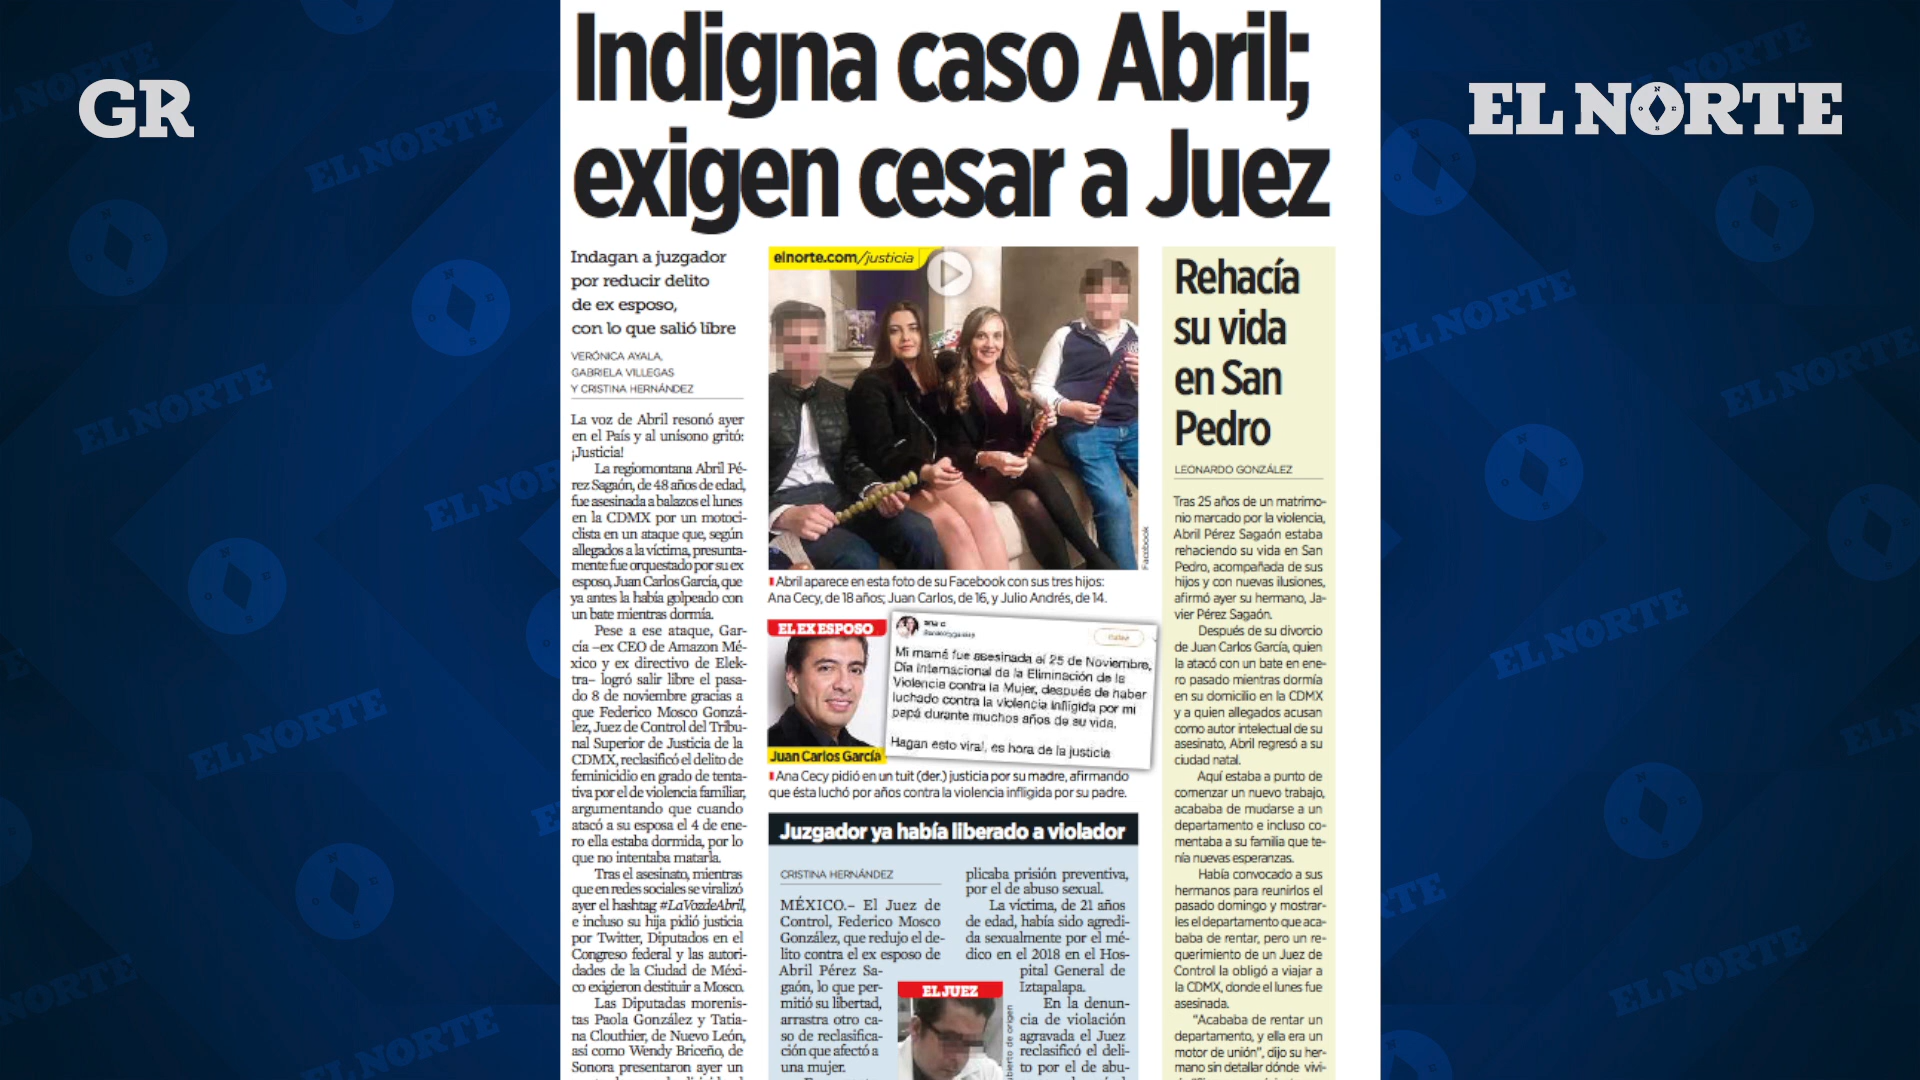 GR
EL NORTE
Indigna caso Abril;
exigen cesar a Juez
Indagan a juzgador
por reducir delito
de ex esposo,
con lo que salió libre
VERÓNICA AYALA,
GABRIELA VILLEGAS
Y CRISTINA HERNÁNDEZ
La voz de Abril resonó ayer
en el País y al unísono gritó:
¡Justicia!
La regiomontana Abril Pé-
rez Sagaón, de 48 años de edad,
fue asesinada a balazos el lunes
en la CDMX por un motoci-
clista en un ataque que, según
allegados a la víctima, presunta-
mente fue orquestado por su ex
esposo, Juan Carlos García, que
ya antes la había golpeado con
un bate mientras dormía.
Pese a ese ataque, Gar-
cía –ex CEO de Amazon Mé-
xico y ex directivo de Elek-
tra– logró salir libre el pasa-
do 8 de noviembre gracias a
que Federico Mosco Gonzá-
lez, Juez de Control del Tribu-
nal Superior de Justicia de la
CDMX, reclasificó el delito de
feminicidio en grado de tenta-
tiva por el de violencia familiar,
argumentando que cuando
atacó a su esposa el 4 de ene-
ro ella estaba dormida, por lo
que no intentaba matarla.
Tras el asesinato, mientras
que en redes sociales se viralizó
ayer el hashtag #LaVozdeAbril,
e incluso su hija pidió justicia
por Twitter, Diputados en el
Congreso federal y las autori-
dades de la Ciudad de Méxi-
co exigieron destituir a Mosco.
Las Diputadas morenis-
tas Paola González y Tatia-
na Clouthier, de Nuevo León,
así como Wendy Briceño, de
Sonora presentaron ayer un
elnorte.com/justicia
Facebook
Abril aparece en esta foto de su Facebook con sus tres hijos:
Ana Cecy, de 18 años; Juan Carlos, de 16, y Julio Andrés, de 14.
EL EX ESPOSO
Juan Carlos García
Mi mamá fue asesinada el 25 de Noviembre,
Día Internacional de la Eliminación de la
Violencia contra la Mujer, después de haber
luchado contra la violencia infligida por mi
papá durante muchos años de su vida.
Hagan esto viral, es hora de la justicia
Ana Cecy pidió en un tuit (der.) justicia por su madre, afirmando
que ésta luchó por años contra la violencia infligida por su padre.
Juzgador ya había liberado a violador
CRISTINA HERNÁNDEZ
MÉXICO.– El Juez de
Control, Federico Mosco
González, que redujo el de-
lito contra el ex esposo de
Abril Pérez Sa-
gaón, lo que per-
mitió su libertad,
arrastra otro ca-
so de reclasifica-
ción que afectó a
una mujer.
EL JUEZ
plicaba prisión preventiva,
por el de abuso sexual.
La víctima, de 21 años
de edad, había sido agredi-
da sexualmente por el mé-
dico en el 2018 en el Hos-
pital General de
Iztapalapa.
En la denun-
cia de violación
agravada el Juez
reclasificó el deli-
to por el de abu-
Rehacía
su vida
en San
Pedro
LEONARDO GONZÁLEZ
Tras 25 años de un matrimo-
nio marcado por la violencia,
Abril Pérez Sagaón estaba
rehaciendo su vida en San
Pedro, acompañada de sus
hijos y con nuevas ilusiones,
afirmó ayer su hermano, Ja-
vier Pérez Sagaón.
Después de su divorcio
de Juan Carlos García, quien
la atacó con un bate en ene-
ro pasado mientras dormía
en su domicilio en la CDMX
y a quien allegados acusan
como autor intelectual de su
asesinato, Abril regresó a su
ciudad natal.
Aquí estaba a punto de
comenzar un nuevo trabajo,
acababa de mudarse a un
departamento e incluso co-
mentaba a su familia que te-
nía nuevas esperanzas.
Había convocado a sus
hermanos para reunirlos el
pasado domingo y mostrar-
les el departamento que aca-
baba de rentar, pero un re-
querimiento de un Juez de
Control la obligó a viajar a
la CDMX, donde el lunes fue
asesinada.
"Acababa de rentar un
departamento, y ella era un
motor de unión", dijo su her-
mano sin detallar dónde vivi-